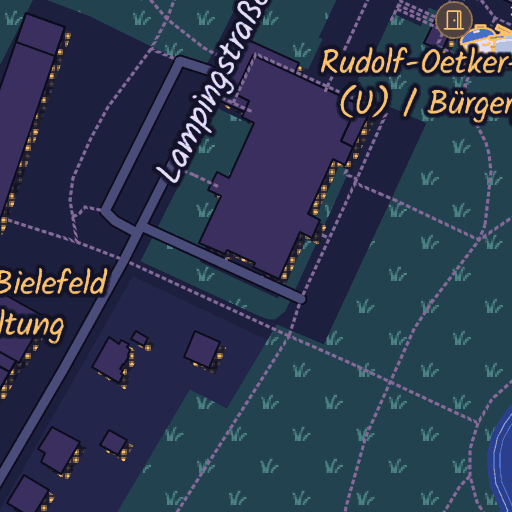 Lampingstraße
Rudolf-Oetker-
(U) / Bürger
Bielefeld
ltung